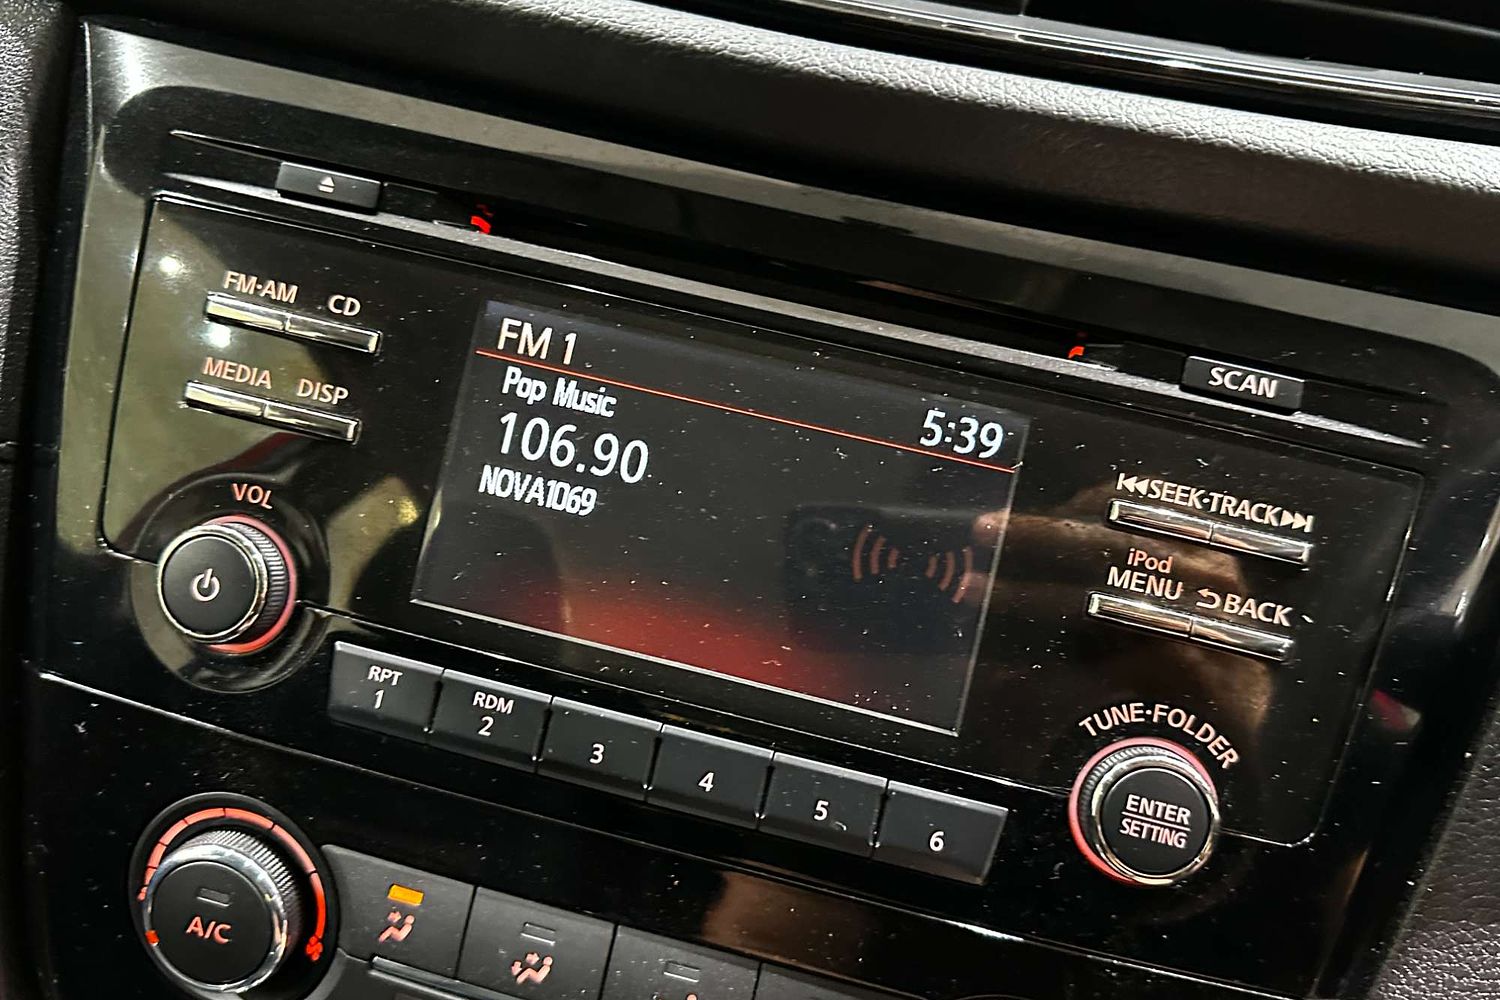 FM·AM CD
MEDIA DISP
VOL
FM 1
5:39
Pop Music
106.90
NOVA1069
SCAN
SEEK·TRACK
iPod
MENU BACK
TUNE·FOLDER
ENTER
SETTING
RPT
1
RDM
2
3
4
5
6
A/C